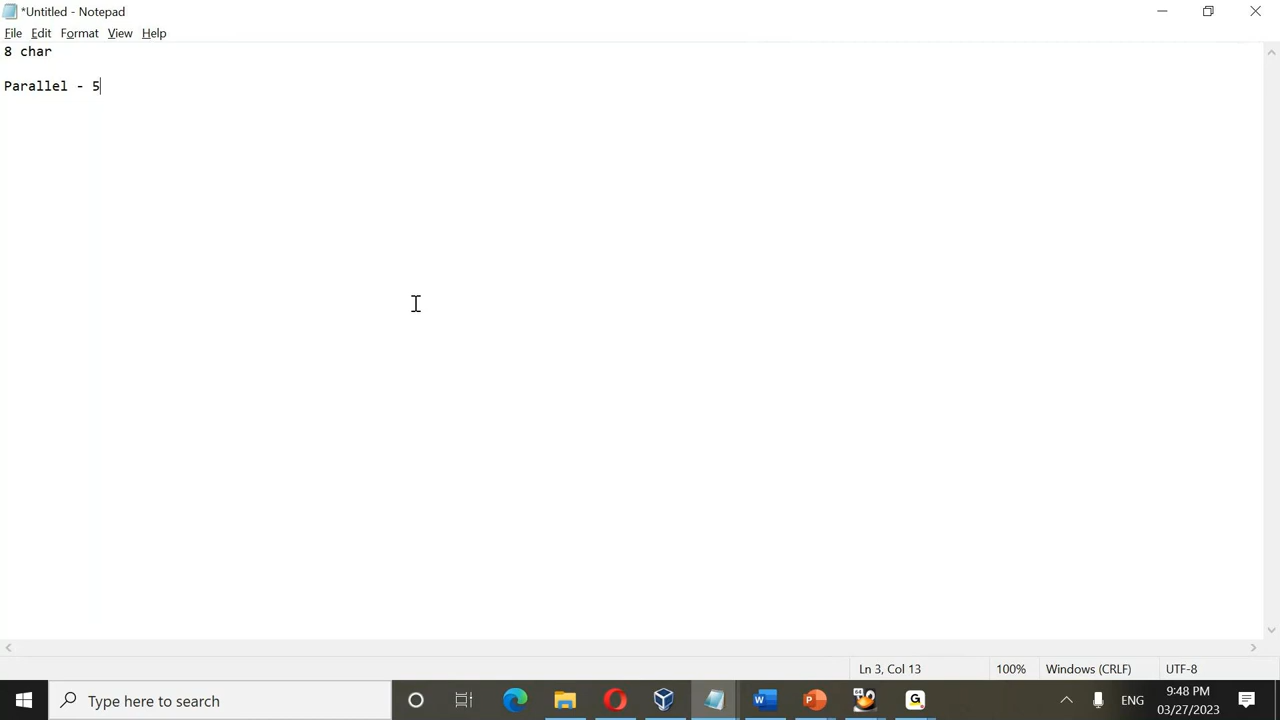 *Untitled - Notepad
File Edit Format View Help
8 char
Parallel - 5
Ln 3, Col 13 100% Windows (CRLF) UTF-8
Type here to search
ENG
9:48 PM
03/27/2023